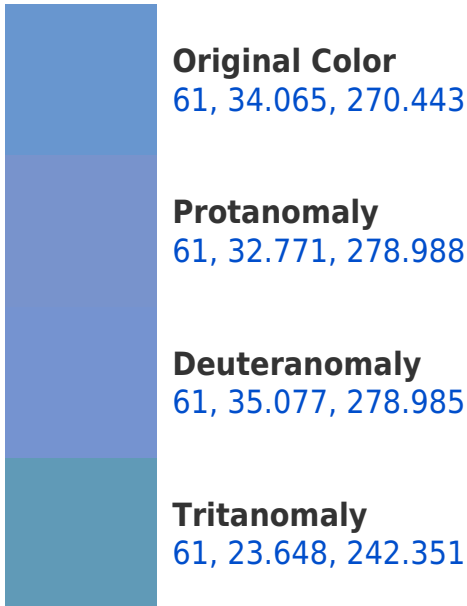 Original Color
61, 34.065, 270.443
Protanomaly
61, 32.771, 278.988
Deuteranomaly
61, 35.077, 278.985
Tritanomaly
61, 23.648, 242.351